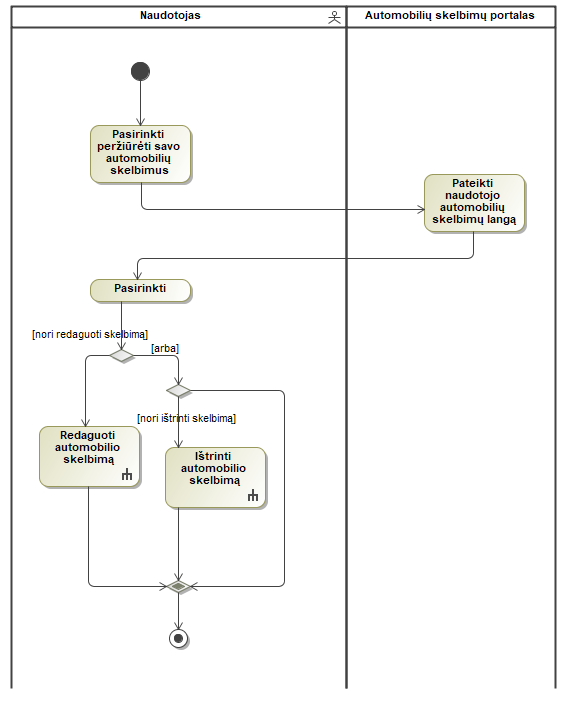 Naudotojas
Automobilių skelbimų portalas
Pasirinkti
peržiūrėti savo
automobilių
skelbimus
Pateikti
naudotojo
automobilių
skelbimų langą
Pasirinkti
[nori redaguoti skelbimą]
[arba]
[nori ištrinti skelbimą]
Redaguoti
automobilio
skelbimą
Ištrinti
automobilio
skelbimą